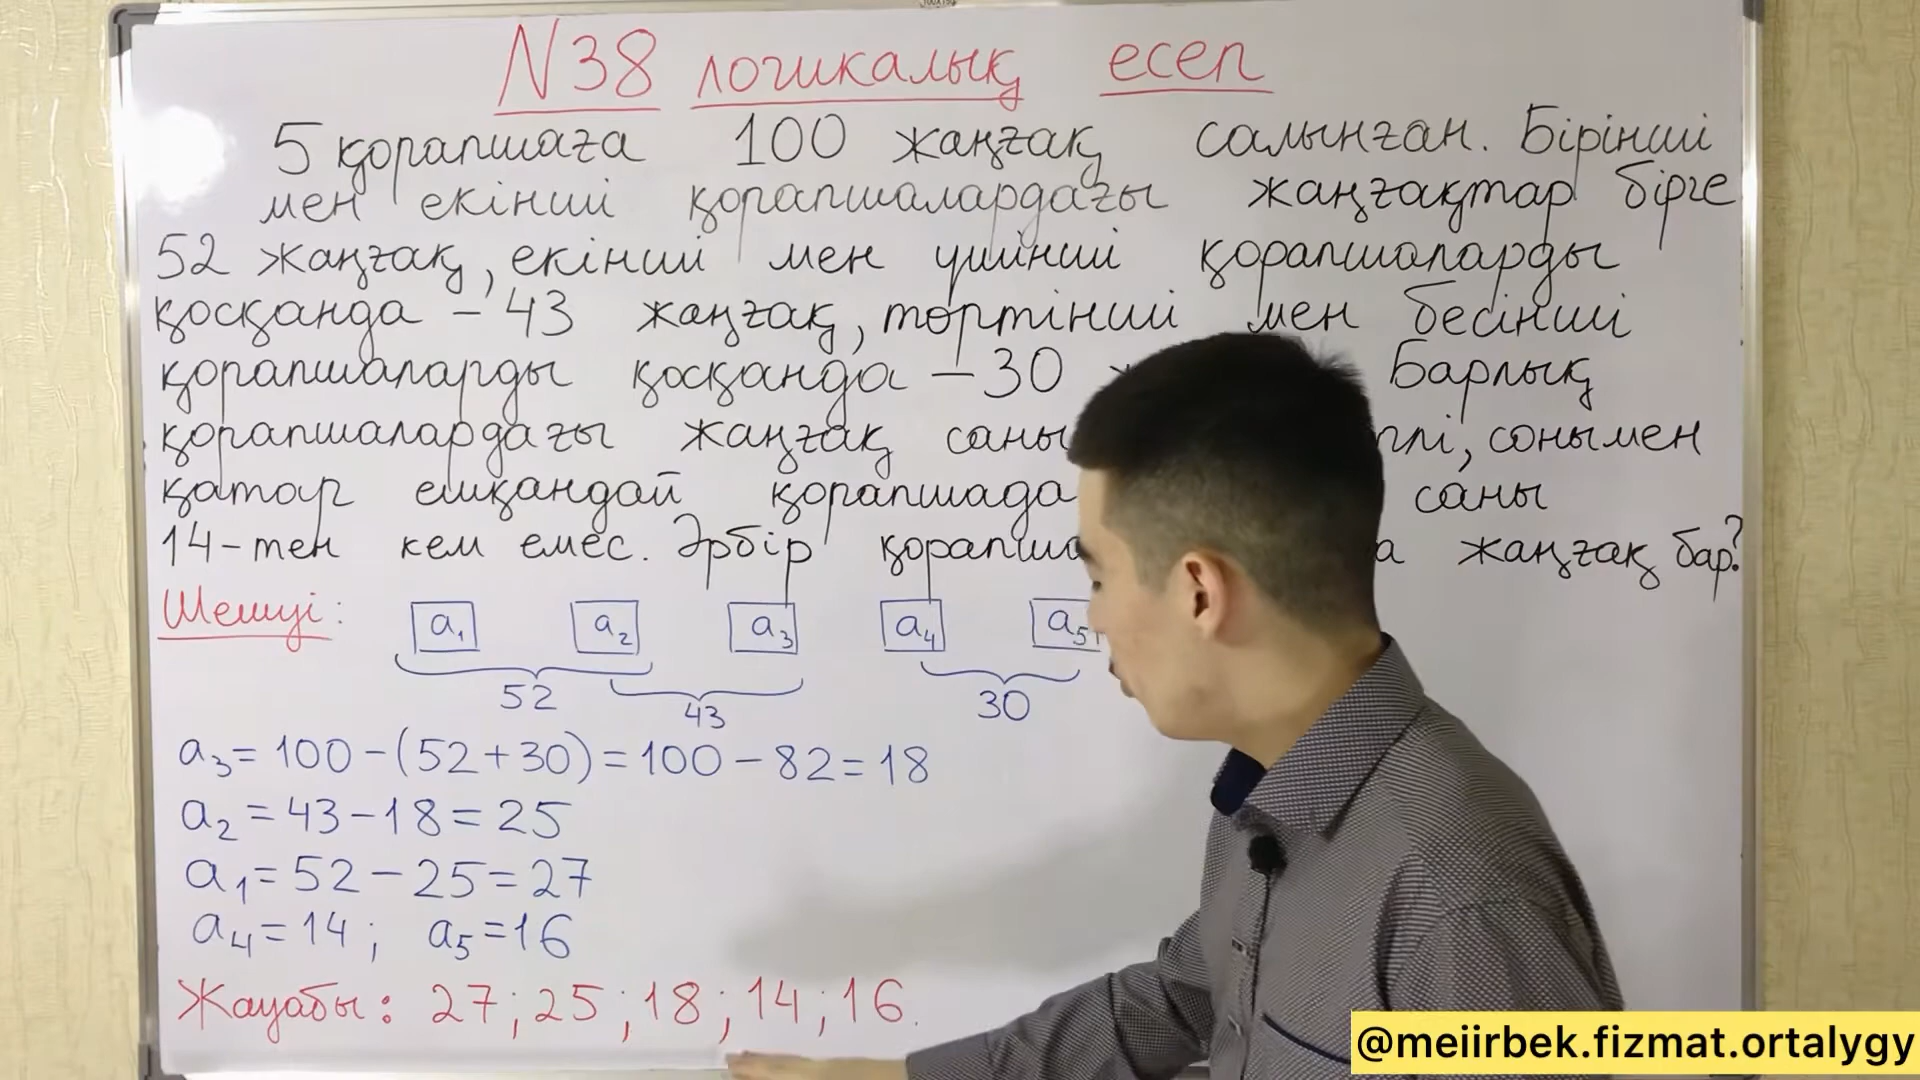 N38 логикалық есеп
5 қорапшаға 100 жаңғақ салынған. Бірінші
мен екінші қорапшалардағы жаңғақтар бірге
52 жаңғақ, екінші мен үшінші қорапшаларды
қосқанда – 43 жаңғақ, төртінші мен бесінші
қорапшаларды қосқанда – 30 Барлық
қорапшалардағы жаңғақ саны сонымен
қатар ешқандай қорапшада саны
14-тен кем емес. Әрбір жаңғақ бар?
Шешуі: a₁ a₂ a₃ a₄ a₅
52 43 30
a₃ = 100 – (52 + 30) = 100 – 82 = 18
a₂ = 43 – 18 = 25
a₁ = 52 – 25 = 27
a₄ = 14 ; a₅ = 16
Жауабы: 27 ; 25 ; 18 ; 14 ; 16.
@meiirbek.fizmat.ortalygy